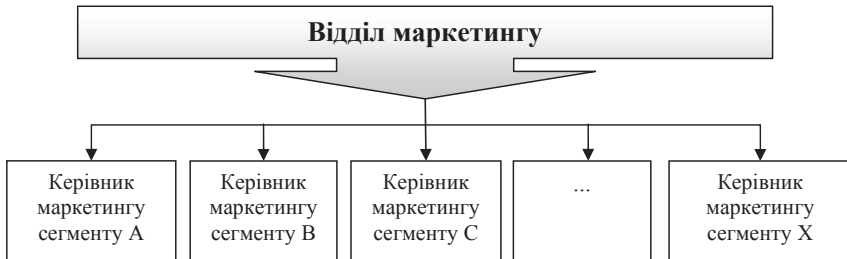 Відділ маркетингу
Керівник
маркетингу
сегменту А
Керівник
маркетингу
сегменту В
Керівник
маркетингу
сегменту С
...
Керівник
маркетингу
сегменту Х